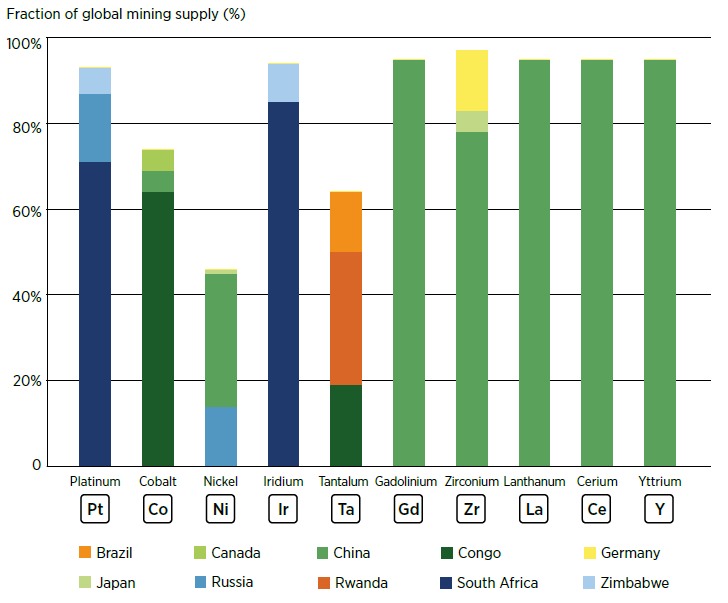 Fraction of global mining supply (%)
100%
80%
60%
40%
20%
0
Platinum Cobalt Nickel Iridium Tantalum Gadolinium Zirconium Lanthanum Cerium Yttrium
Pt Co Ni Ir Ta Gd Zr La Ce Y
Brazil Canada China Congo Germany
Japan Russia Rwanda South Africa Zimbabwe